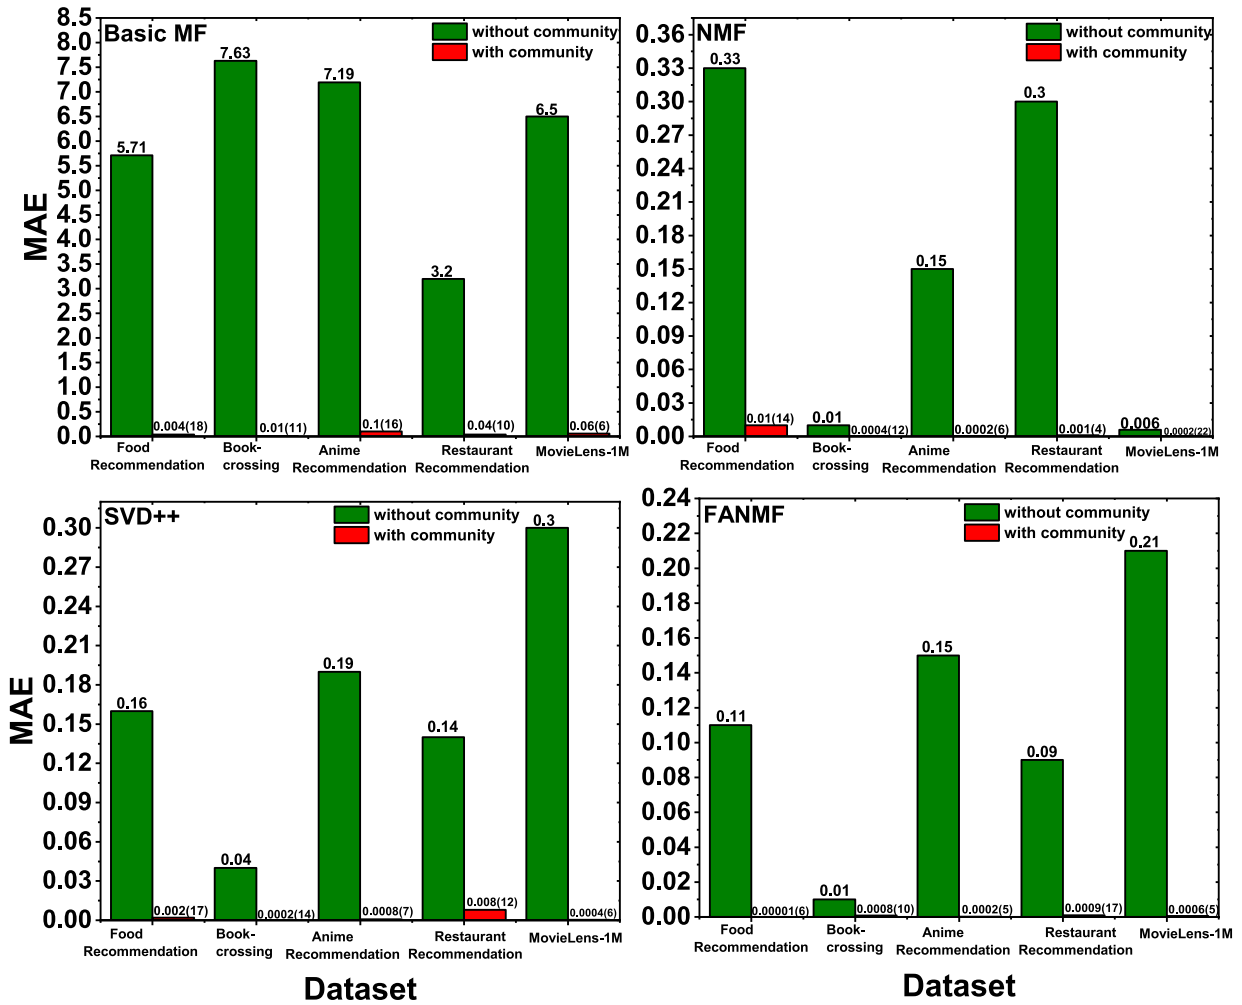 Basic MF
without community
with community
MAE
8.5
8.0
7.5
7.0
6.5
6.0
5.5
5.0
4.5
4.0
3.5
3.0
2.5
2.0
1.5
1.0
0.5
0.0
5.71
7.63
7.19
3.2
6.5
0.004(18)
0.01(11)
0.1(16)
0.04(10)
0.06(6)
Food
Recommendation
Book-
crossing
Anime
Recommendation
Restaurant
Recommendation
MovieLens-1M
NMF
without community
with community
0.36
0.33
0.30
0.27
0.24
0.21
0.18
0.15
0.12
0.09
0.06
0.03
0.00
0.33
0.01
0.15
0.3
0.006
0.01(14)
0.0004(12)
0.0002(6)
0.001(4)
0.0002(22)
Food
Recommendation
Book-
crossing
Anime
Recommendation
Restaurant
Recommendation
MovieLens-1M
SVD++
without community
with community
MAE
0.30
0.27
0.24
0.21
0.18
0.15
0.12
0.09
0.06
0.03
0.00
0.16
0.04
0.19
0.14
0.3
0.002(17)
0.0002(14)
0.0008(7)
0.008(12)
0.0004(6)
Food
Recommendation
Book-
crossing
Anime
Recommendation
Restaurant
Recommendation
MovieLens-1M
Dataset
FANMF
without community
with community
0.24
0.22
0.20
0.18
0.16
0.14
0.12
0.10
0.08
0.06
0.04
0.02
0.00
0.11
0.01
0.15
0.09
0.21
0.00001(6)
0.0008(10)
0.0002(5)
0.0009(17)
0.0006(5)
Food
Recommendation
Book-
crossing
Anime
Recommendation
Restaurant
Recommendation
MovieLens-1M
Dataset